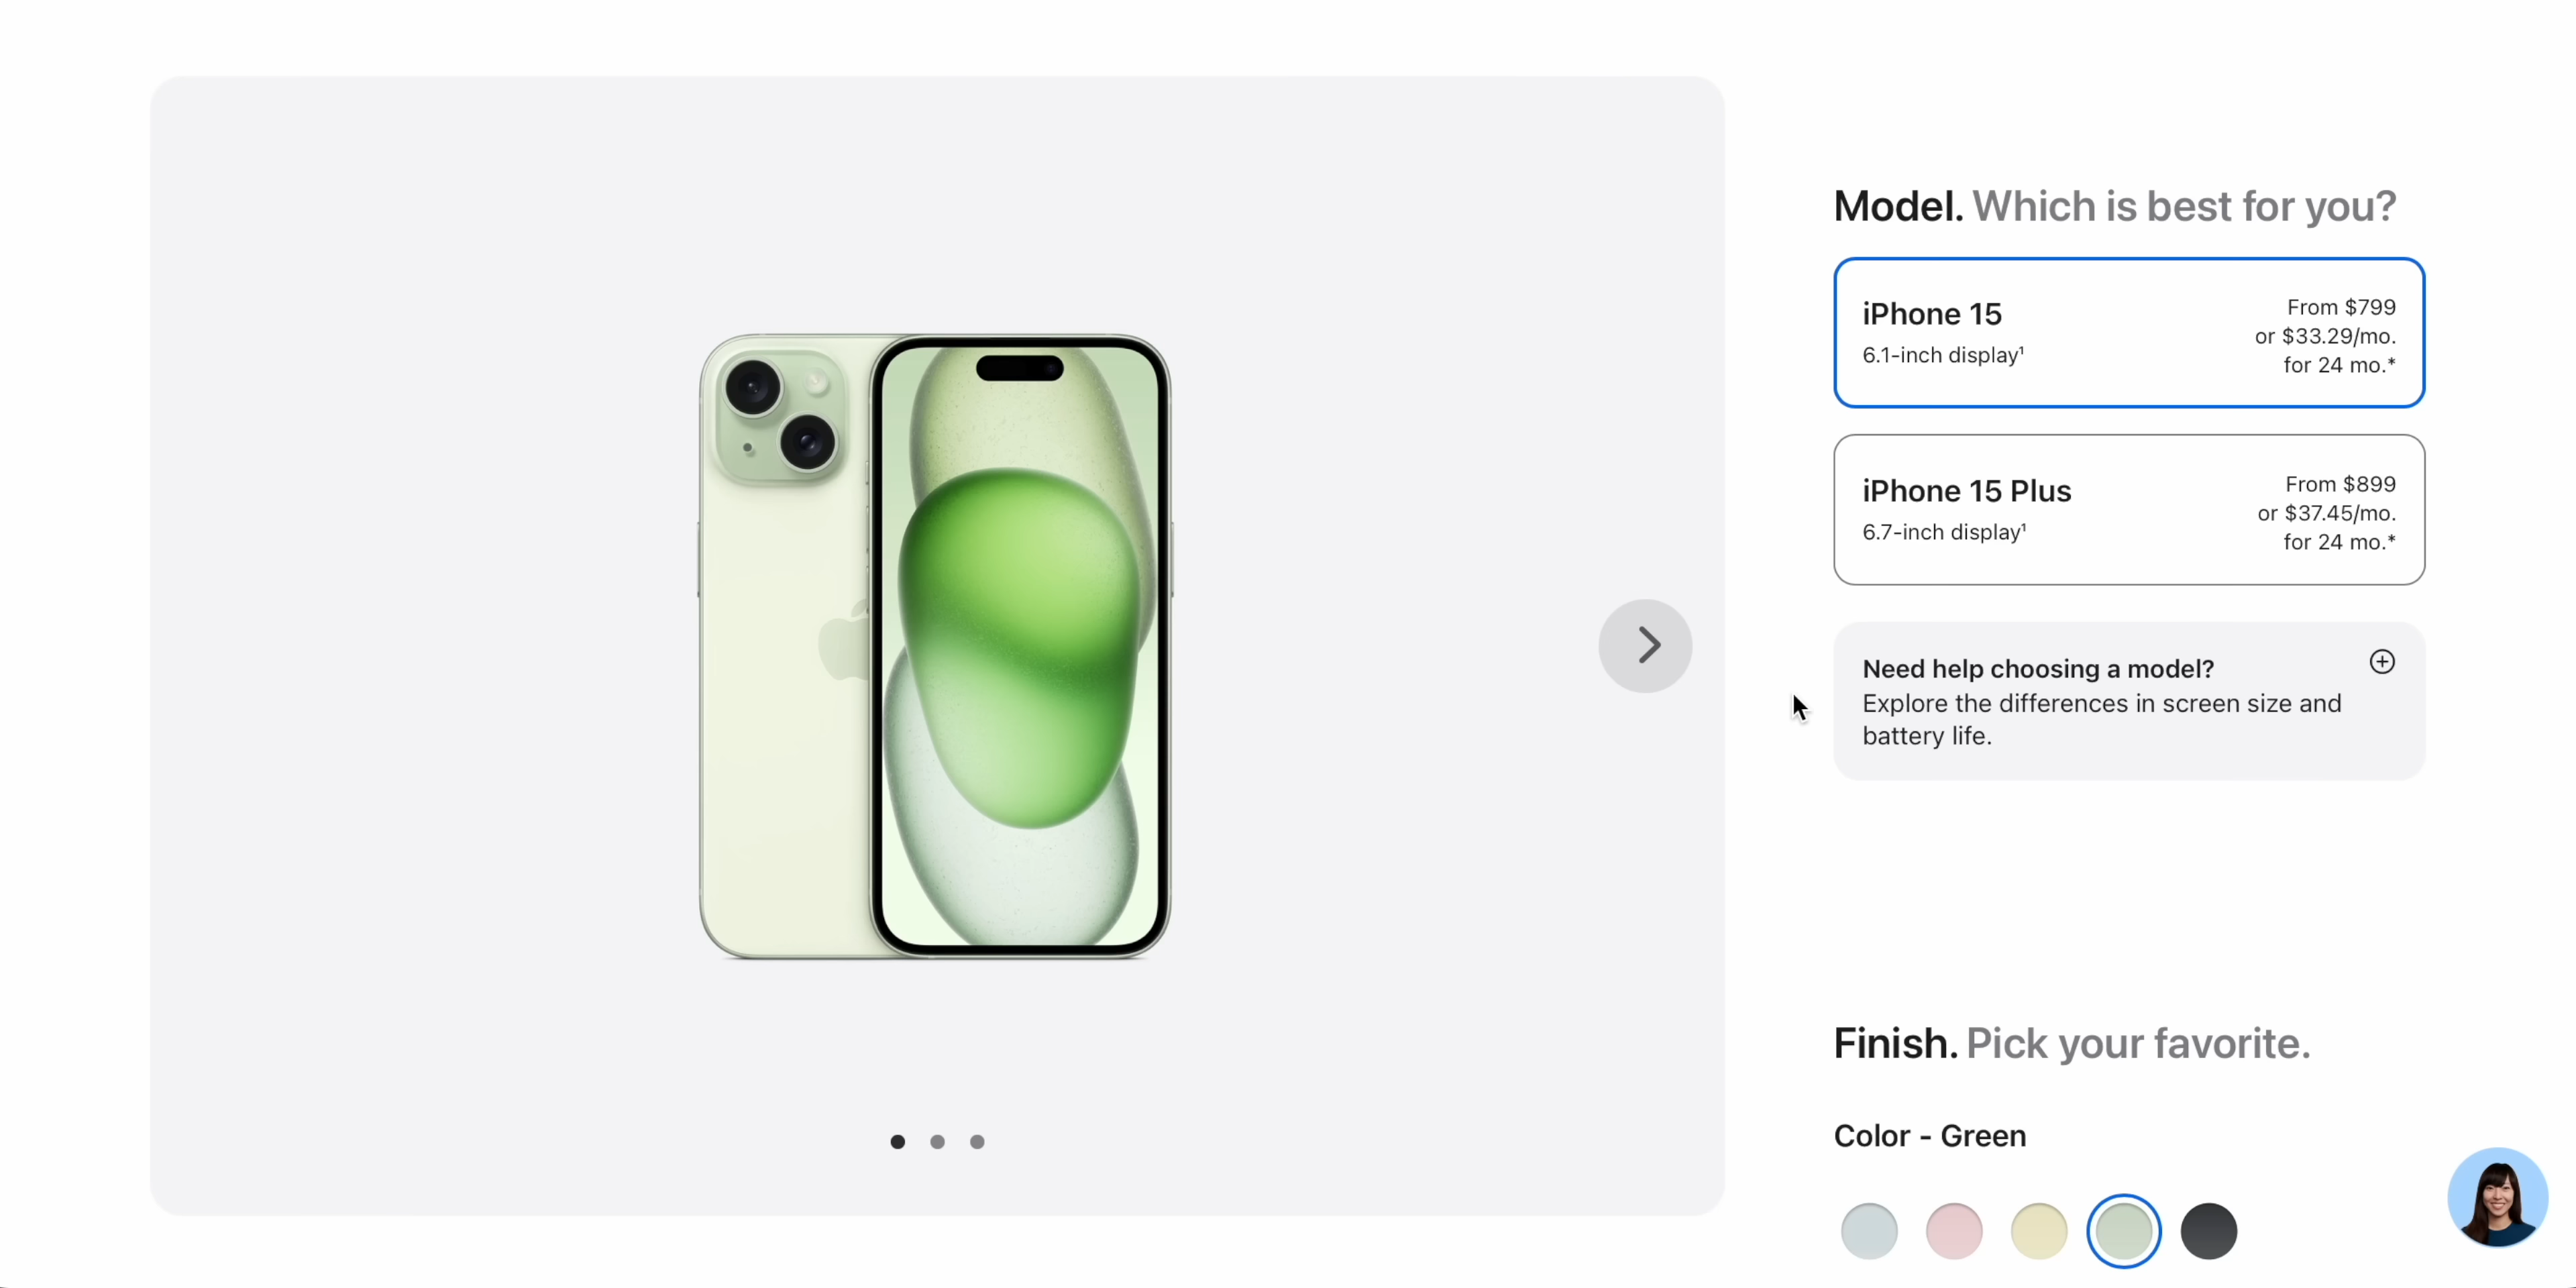 Model. Which is best for you?
iPhone 15
6.1-inch display¹
From $799
or $33.29/mo.
for 24 mo.*
iPhone 15 Plus
6.7-inch display¹
From $899
or $37.45/mo.
for 24 mo.*
Need help choosing a model?
Explore the differences in screen size and
battery life.
Finish. Pick your favorite.
Color - Green